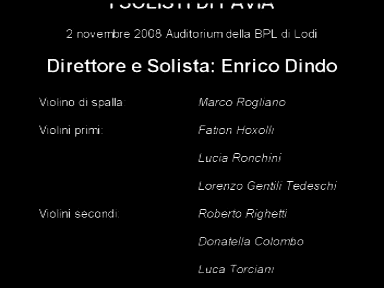 I SOLISTI DI PAVIA
2 novembre 2008 Auditorium della BPL di Lodi
Direttore e Solista: Enrico Dindo
Violino di spalla Marco Rogliano
Violini primi: Fation Hoxolli
Lucia Ronchini
Lorenzo Gentili Tedeschi
Violini secondi: Roberto Righetti
Donatella Colombo
Luca Torciani